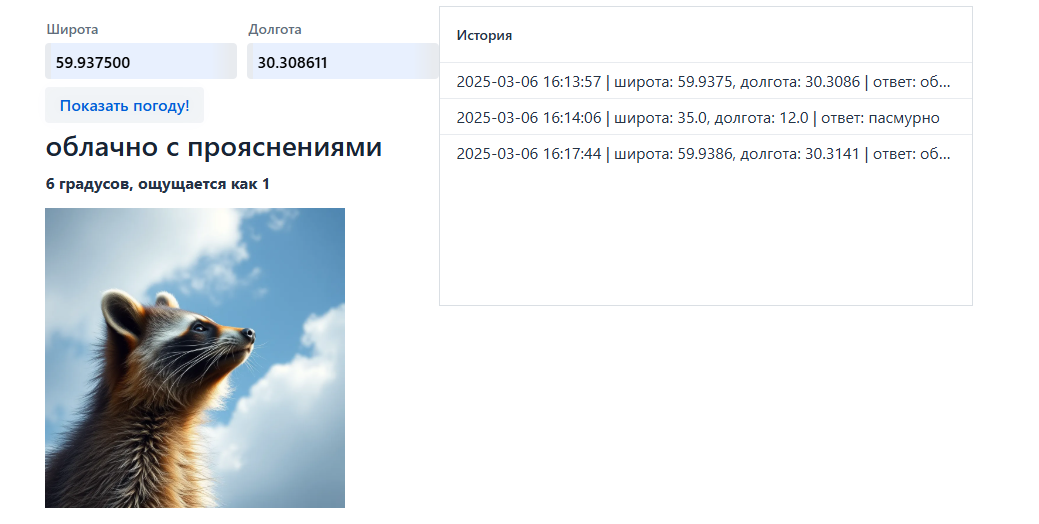 Широта
Долгота
59.937500
30.308611
Показать погоду!
облачно с прояснениями
6 градусов, ощущается как 1
История
2025-03-06 16:13:57 | широта: 59.9375, долгота: 30.3086 | ответ: об...
2025-03-06 16:14:06 | широта: 35.0, долгота: 12.0 | ответ: пасмурно
2025-03-06 16:17:44 | широта: 59.9386, долгота: 30.3141 | ответ: об...